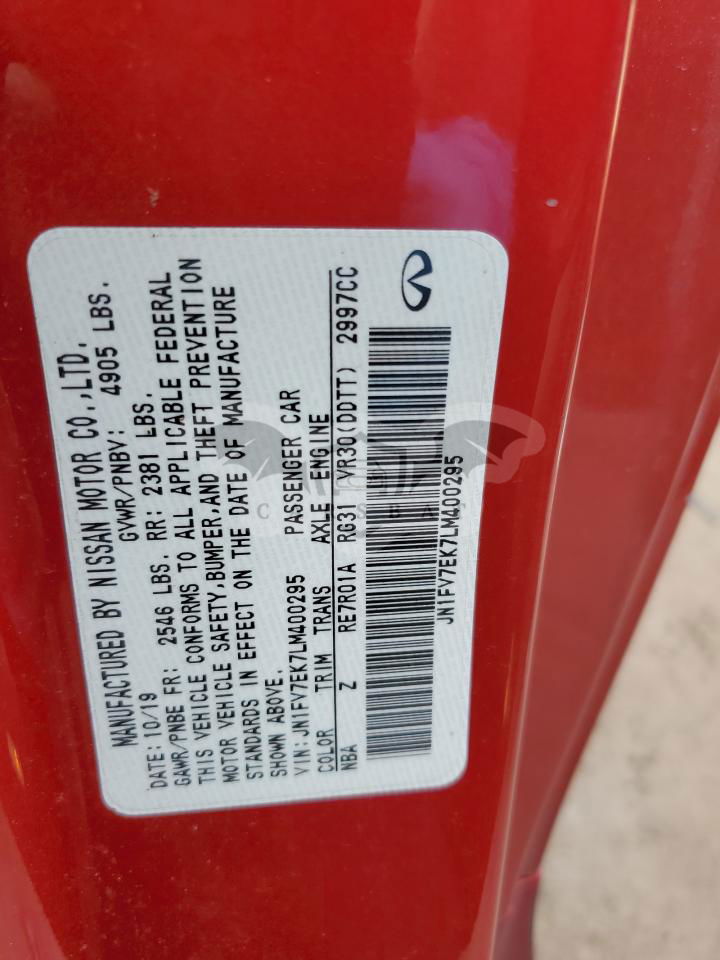 MANUFACTURED BY NISSAN MOTOR CO.,LTD.
DATE: 10/19 GVWR/PNBV: 4905 LBS.
GAWR/PNBE FR: 2546 LBS. RR: 2381 LBS.
THIS VEHICLE CONFORMS TO ALL APPLICABLE FEDERAL
MOTOR VEHICLE SAFETY,BUMPER,AND THEFT PREVENTION
STANDARDS IN EFFECT ON THE DATE OF MANUFACTURE
SHOWN ABOVE.
VIN: JN1FV7EK7LM400295 PASSENGER CAR
COLOR TRIM TRANS AXLE ENGINE
NBA Z RE7R01A RG31 VR30(DDTT) 2997CC
JN1FV7EK7LM400295